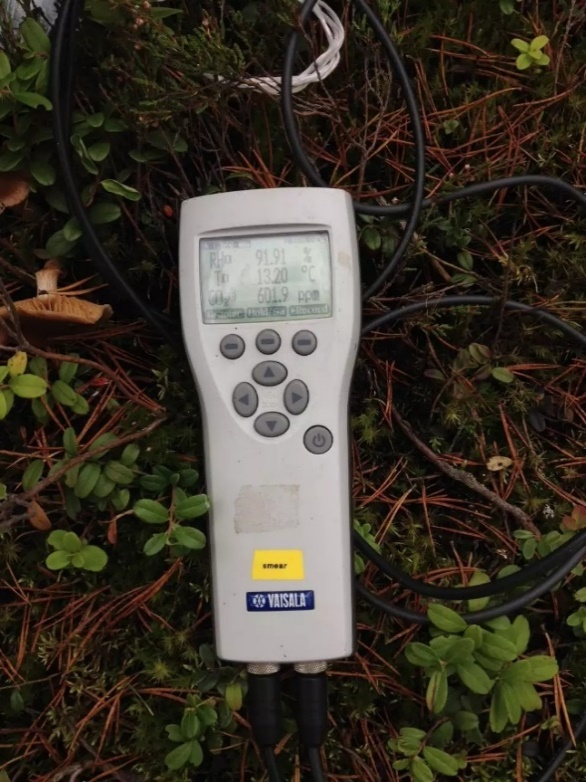 RH 91.91 %
T 13.20 °C
CO₂ 601.9 ppm
smear
VAISALA